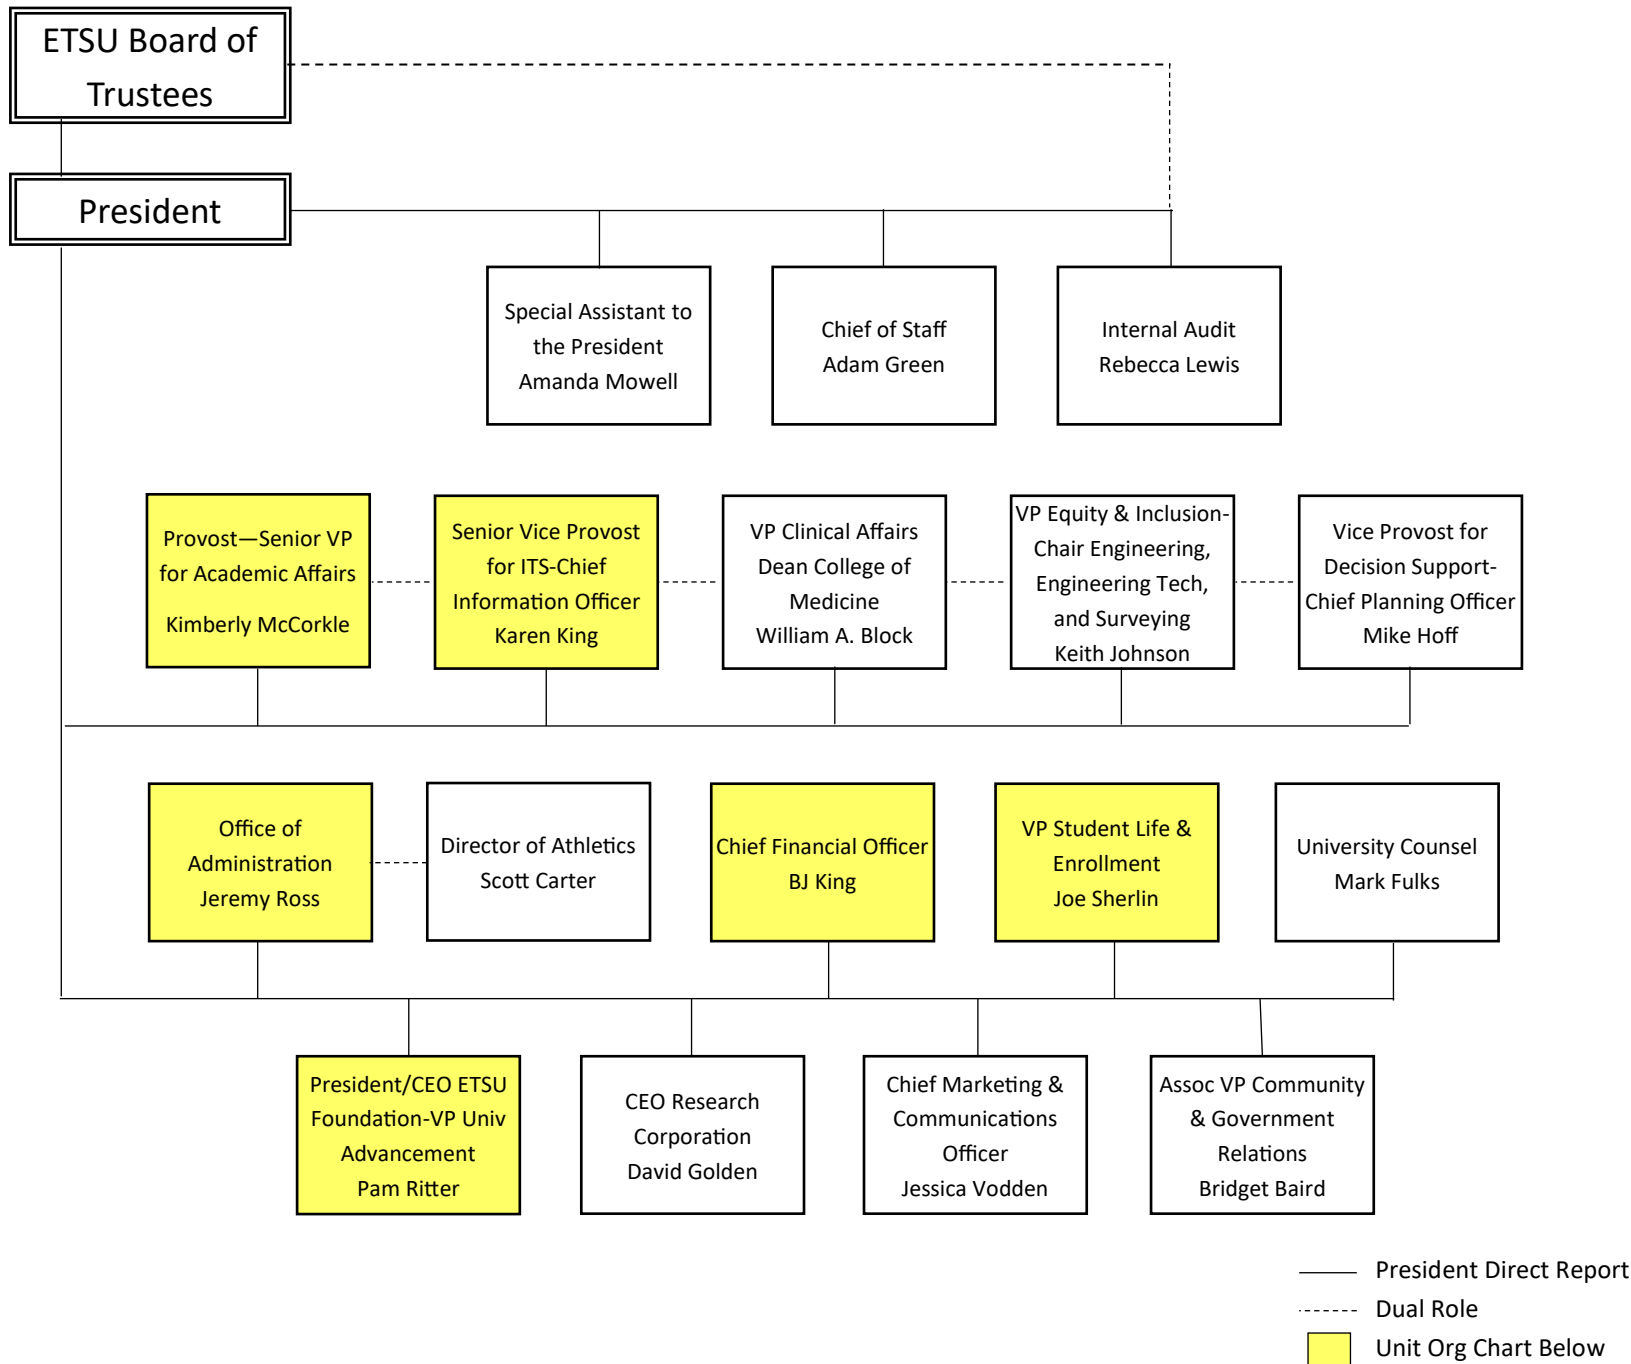 ETSU Board of
Trustees
President
Special Assistant to
the President
Amanda Mowell
Chief of Staff
Adam Green
Internal Audit
Rebecca Lewis
Provost—Senior VP
for Academic Affairs
Kimberly McCorkle
Senior Vice Provost
for ITS-Chief
Information Officer
Karen King
VP Clinical Affairs
Dean College of
Medicine
William A. Block
VP Equity & Inclusion-
Chair Engineering,
Engineering Tech,
and Surveying
Keith Johnson
Vice Provost for
Decision Support-
Chief Planning Officer
Mike Hoff
Office of
Administration
Jeremy Ross
Director of Athletics
Scott Carter
Chief Financial Officer
BJ King
VP Student Life &
Enrollment
Joe Sherlin
University Counsel
Mark Fulks
President/CEO ETSU
Foundation-VP Univ
Advancement
Pam Ritter
CEO Research
Corporation
David Golden
Chief Marketing &
Communications
Officer
Jessica Vodden
Assoc VP Community
& Government
Relations
Bridget Baird
President Direct Report
Dual Role
Unit Org Chart Below